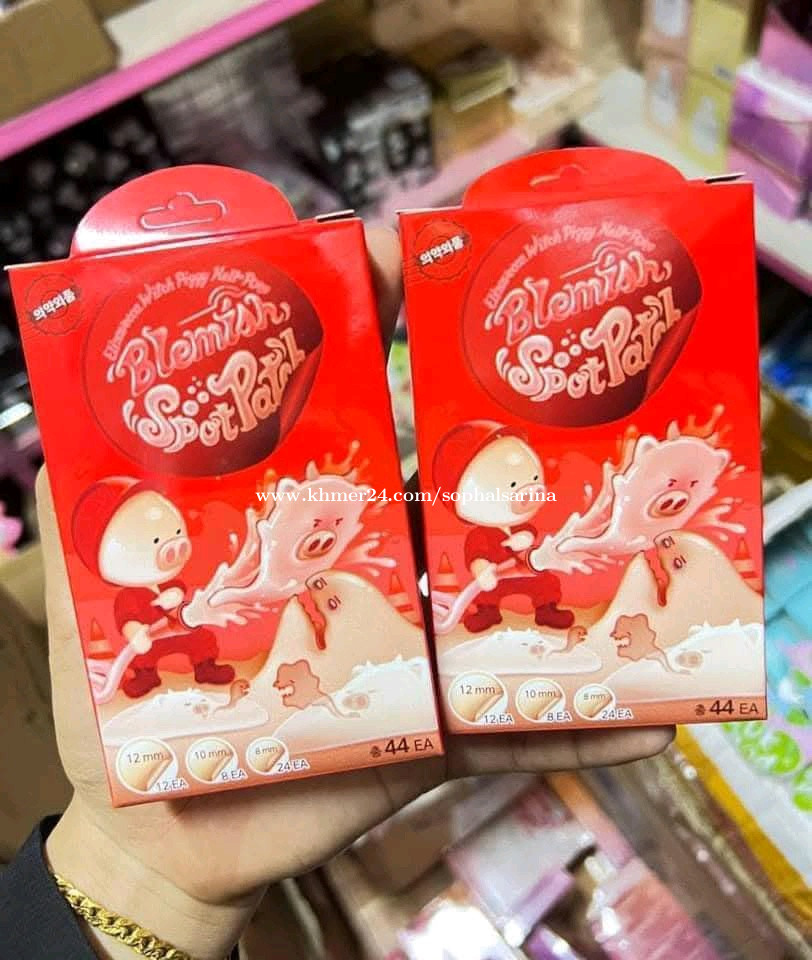 의약외품
Elizavecca Witch Piggy Hell-Pore
Blemish
Spot Patch
12 mm
12 EA
10 mm
8 EA
8 mm
24 EA
총 44 EA
의약외품
Elizavecca Witch Piggy Hell-Pore
Blemish
Spot Patch
12 mm
12 EA
10 mm
8 EA
8 mm
24 EA
총 44 EA
www.khmer24.com/sophalsarina